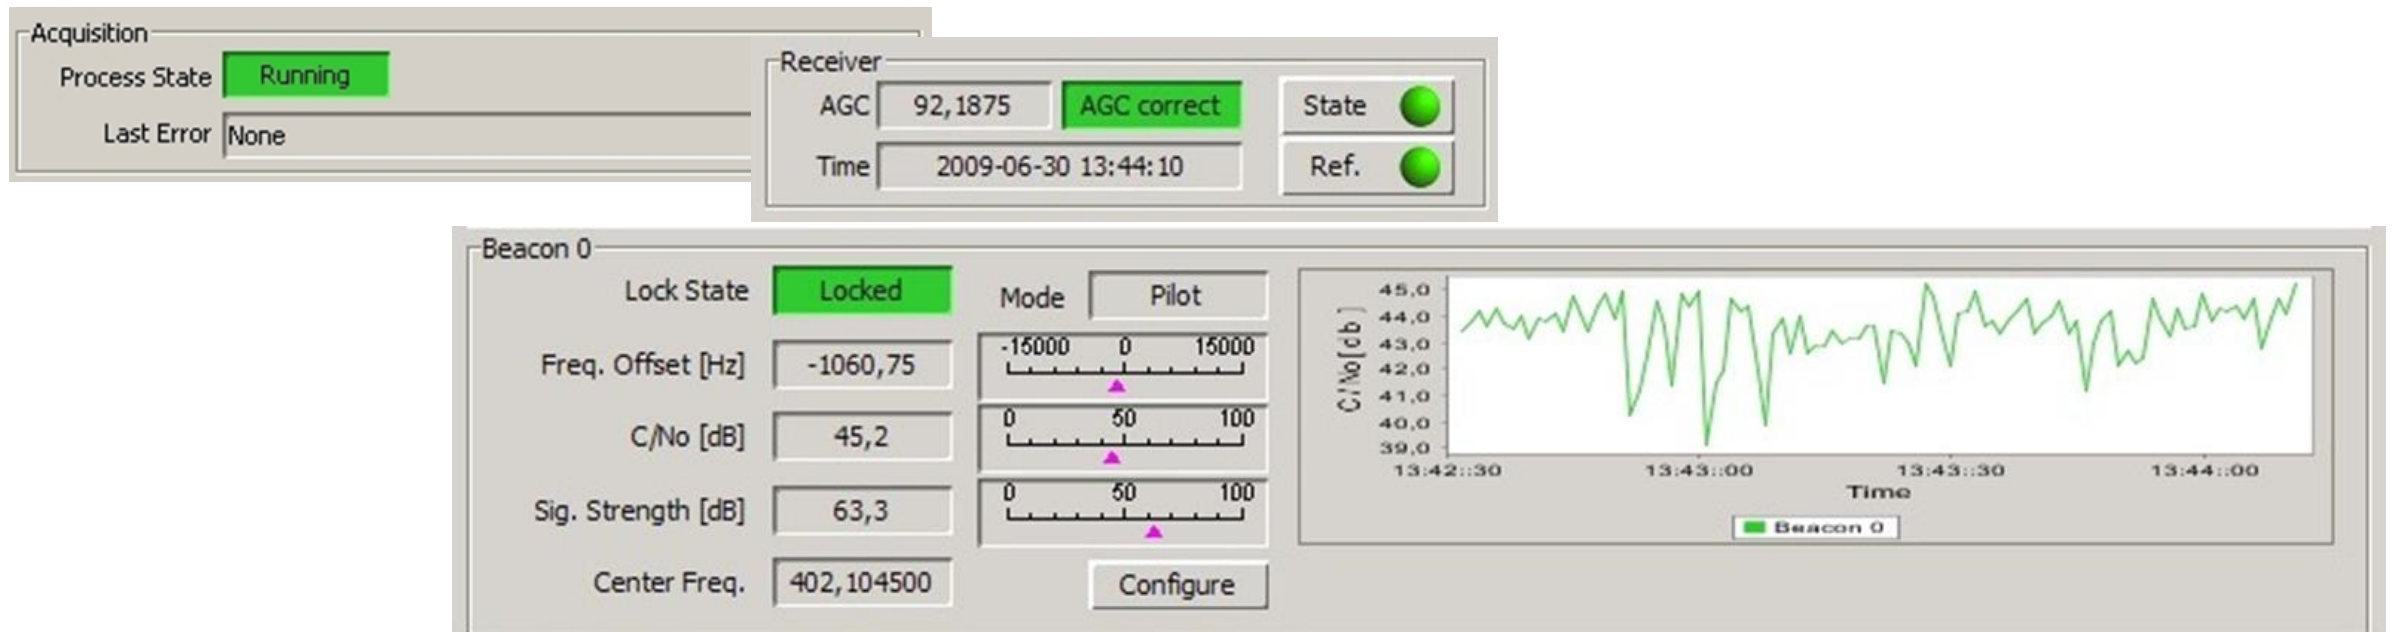 Acquisition
Process State Running
Last Error None
Receiver
AGC 92,1875 AGC correct State
Time 2009-06-30 13:44:10 Ref.
Beacon 0
Lock State Locked Mode Pilot
Freq. Offset [Hz] -1060,75 -15000 0 15000
C/No [dB] 45,2 0 50 100
Sig. Strength [dB] 63,3 0 50 100
Center Freq. 402,104500 Configure
C/No[db]
45,0
44,0
43,0
42,0
41,0
40,0
39,0
13:42::30 13:43::00 13:43::30 13:44::00
Time
Beacon 0